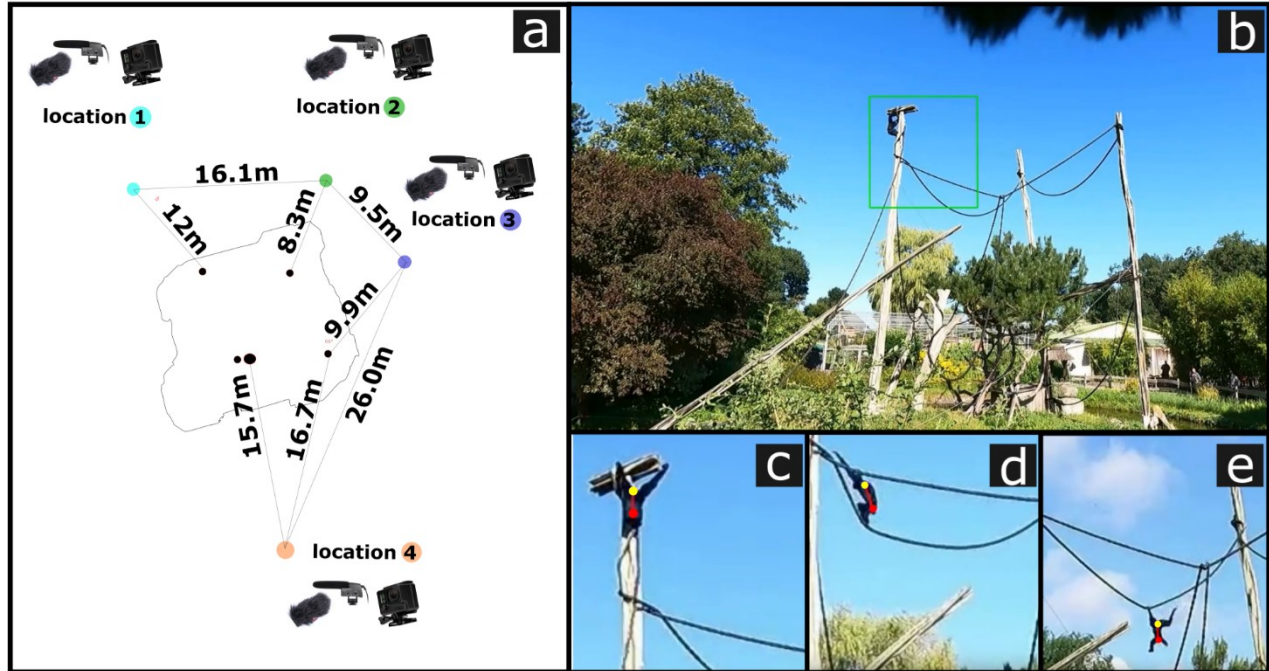 a
location 1
location 2
location 3
16.1m
12m
8.3m
9.5m
9.9m
15.7m
16.7m
26.0m
location 4
b
c
d
e